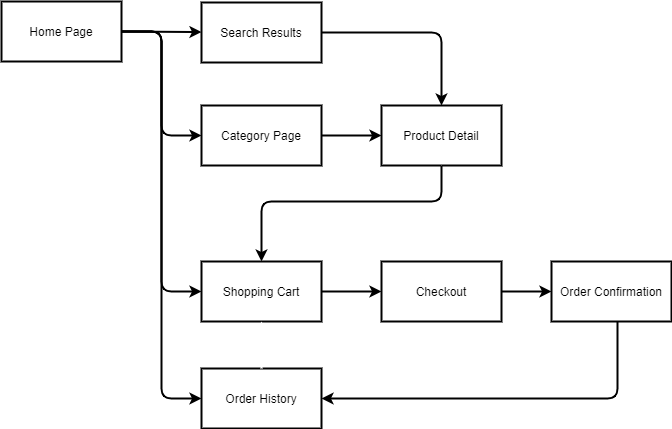 Home Page
Search Results
Category Page
Product Detail
Shopping Cart
Checkout
Order Confirmation
Order History